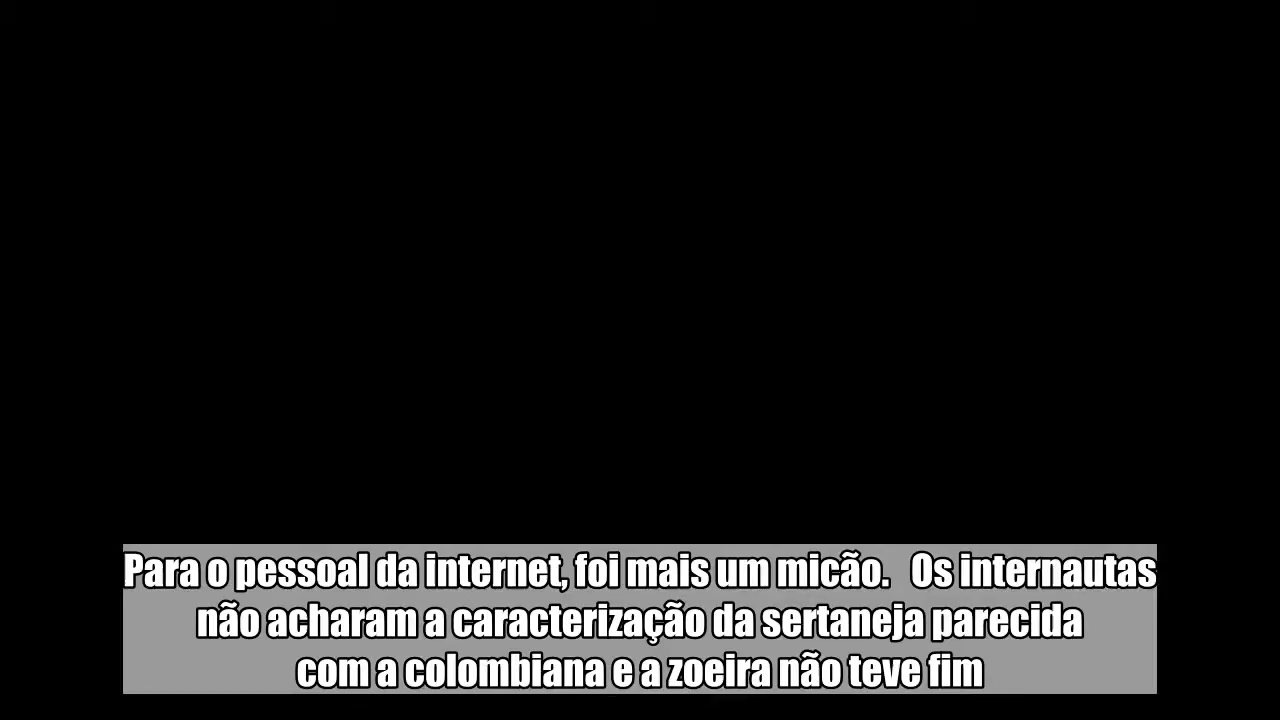 Para o pessoal da internet, foi mais um micão.   Os internautas
não acharam a caracterização da sertaneja parecida
com a colombiana e a zoeira não teve fim